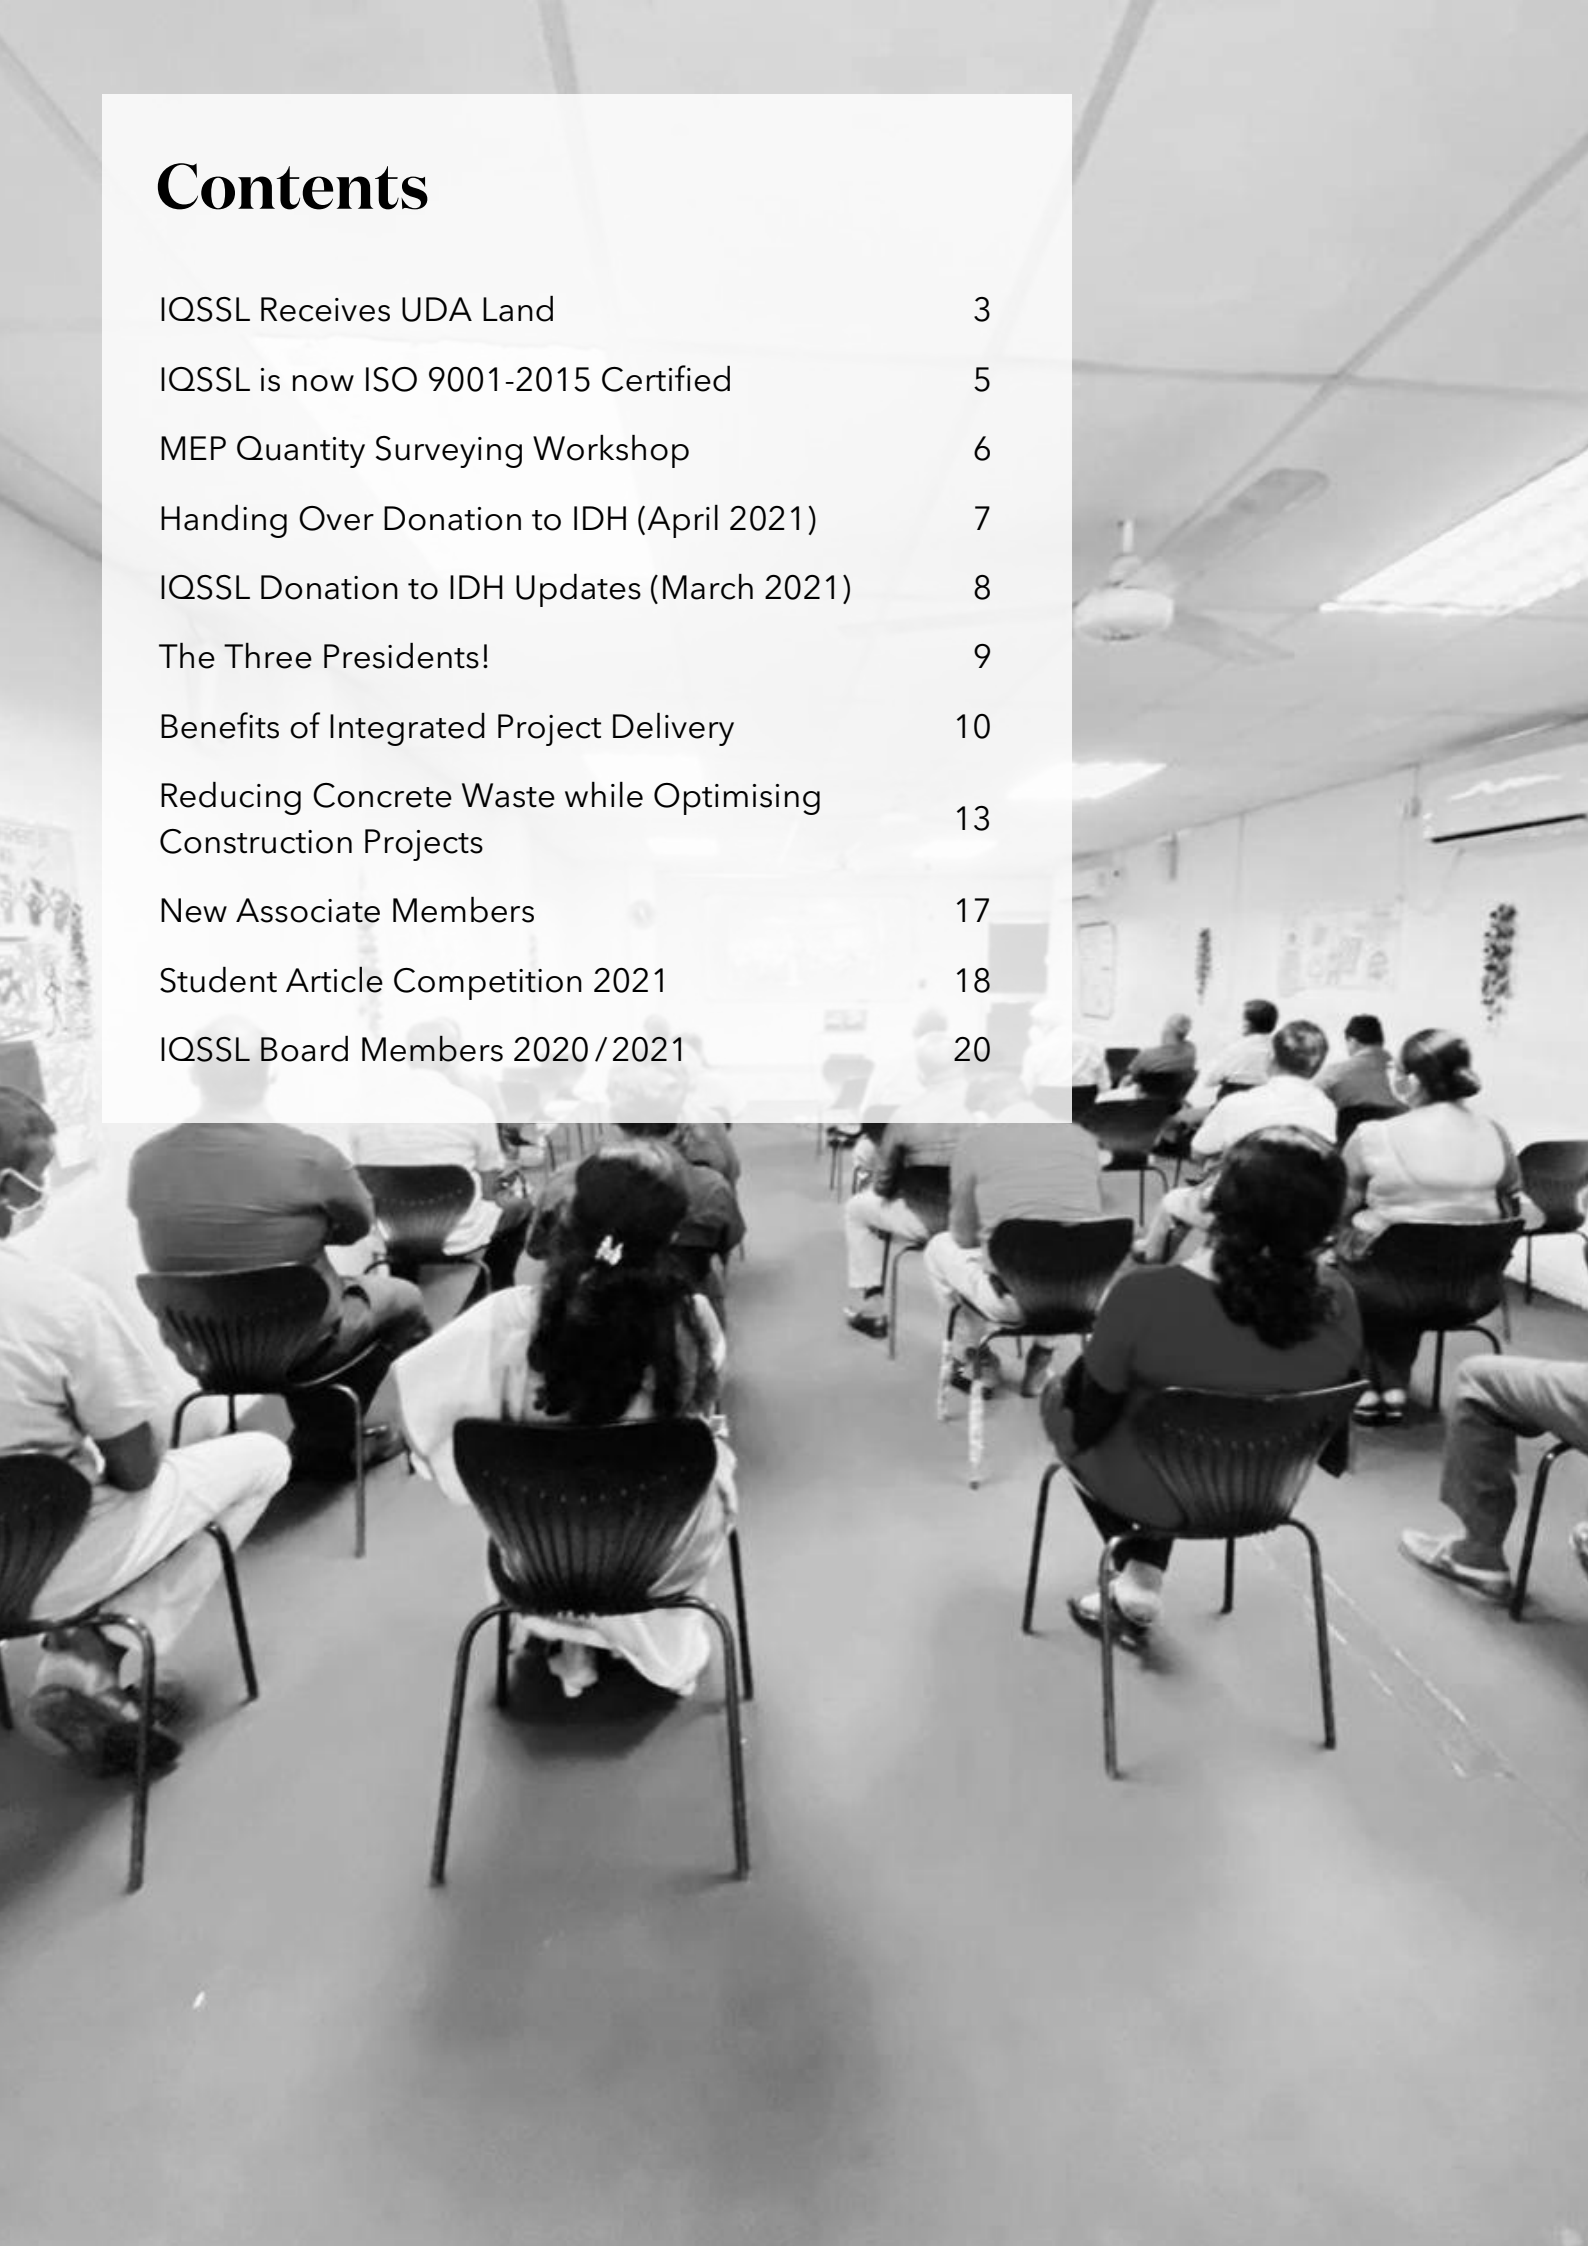 Contents
IQSSL Receives UDA Land 3
IQSSL is now ISO 9001-2015 Certified 5
MEP Quantity Surveying Workshop 6
Handing Over Donation to IDH (April 2021) 7
IQSSL Donation to IDH Updates (March 2021) 8
The Three Presidents! 9
Benefits of Integrated Project Delivery 10
Reducing Concrete Waste while Optimising
Construction Projects 13
New Associate Members 17
Student Article Competition 2021 18
IQSSL Board Members 2020/2021 20